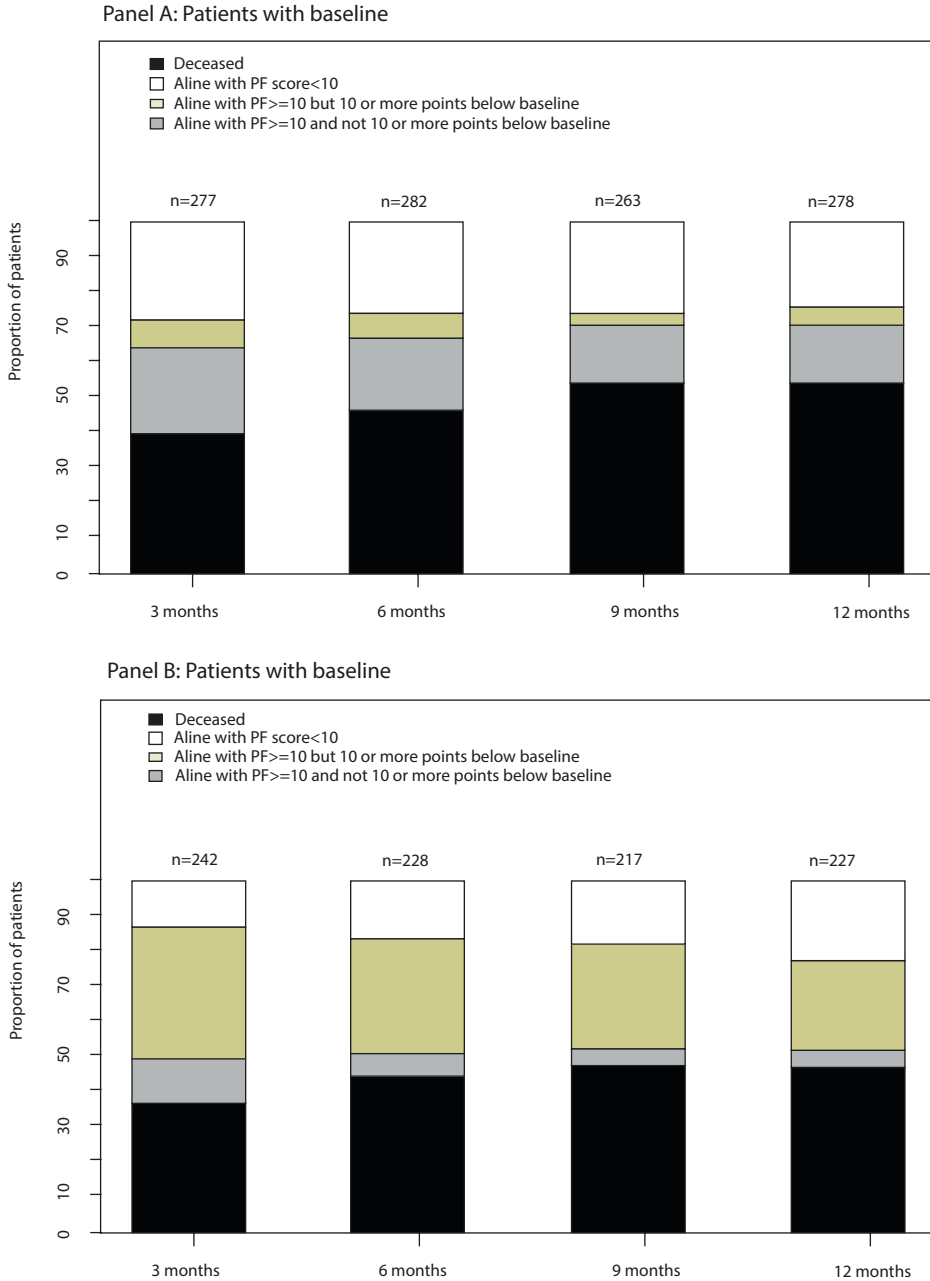 Panel A: Patients with baseline
Deceased
Aline with PF score<10
Aline with PF>=10 but 10 or more points below baseline
Aline with PF>=10 and not 10 or more points below baseline
n=277 n=282 n=263 n=278
Proportion of patients
90
70
50
30
10
0
3 months 6 months 9 months 12 months
Panel B: Patients with baseline
Deceased
Aline with PF score<10
Aline with PF>=10 but 10 or more points below baseline
Aline with PF>=10 and not 10 or more points below baseline
n=242 n=228 n=217 n=227
Proportion of patients
90
70
50
30
10
0
3 months 6 months 9 months 12 months